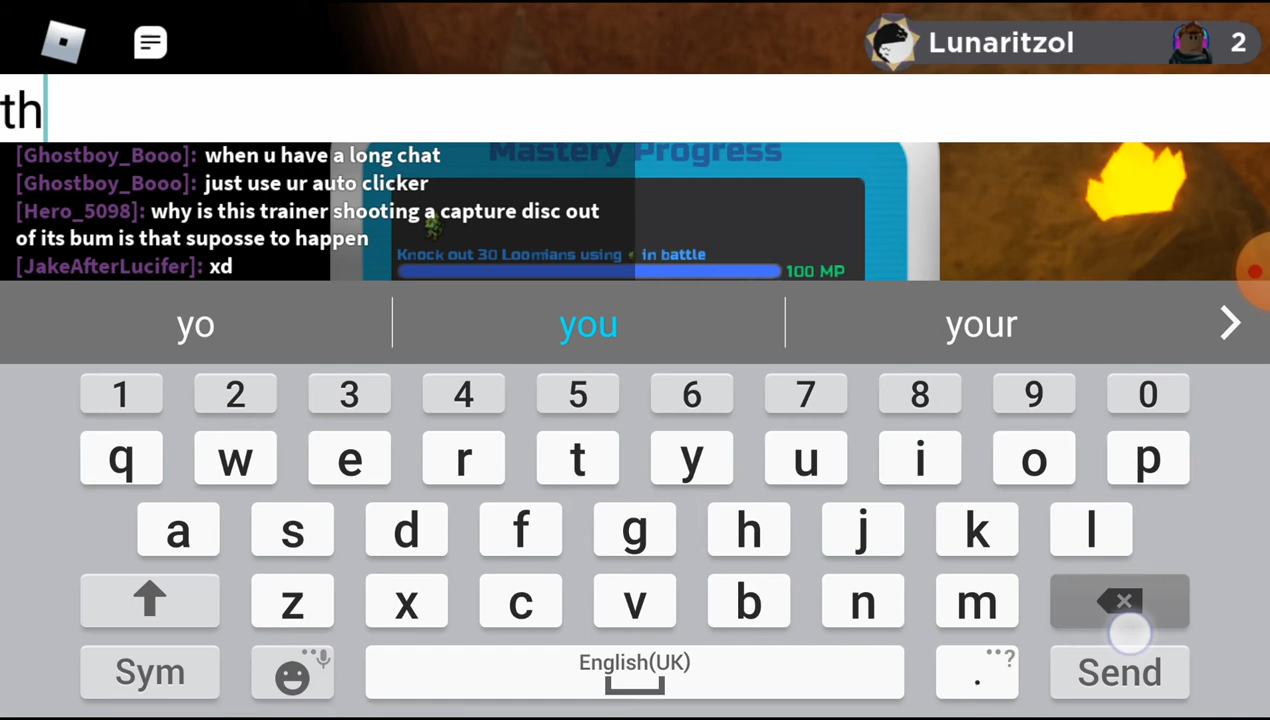 Lunaritzol 2
th
[Ghostboy_Booo]: when u have a long chat
Mastery Progress
[Ghostboy_Booo]: just use ur auto clicker
[Hero_5098]: why is this trainer shooting a capture disc out
of its bum is that suposse to happen
Knock out 30 Loomians using in battle
[JakeAfterLucifer]: xd
100 MP
yo you your
1 2 3 4 5 6 7 8 9 0
q w e r t y u i o p
a s d f g h j k l
z x c v b n m
Sym English(UK) . ? Send